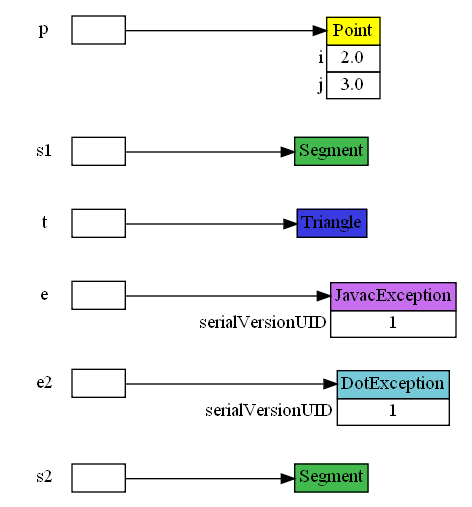 p Point
i 2.0
j 3.0
s1 Segment
t Triangle
e JavacException
serialVersionUID 1
e2 DotException
serialVersionUID 1
s2 Segment